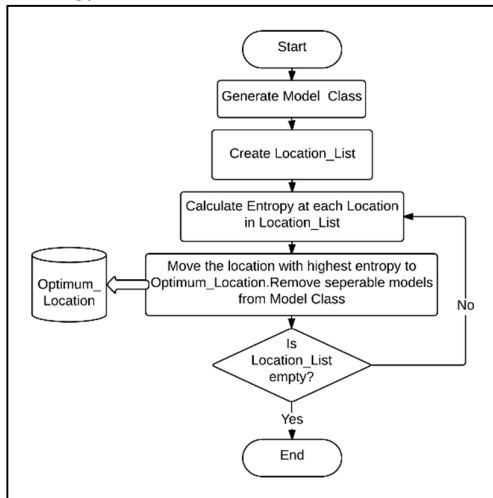 Start
Generate Model Class
Create Location_List
Calculate Entropy at each Location
in Location_List
Move the location with highest entropy to
Optimum_Location.Remove seperable models
from Model Class
Optimum_
Location
No
Is
Location_List
empty?
Yes
End